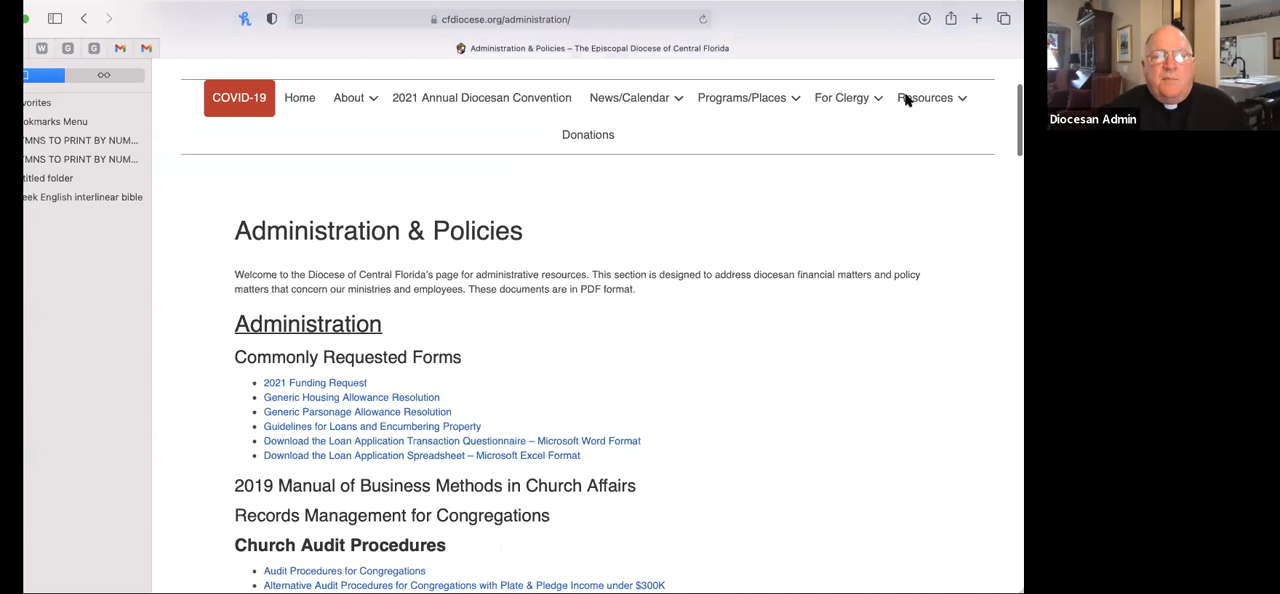 cfdiocese.org/administration/
W G G
Administration & Policies – The Episcopal Diocese of Central Florida
vorites
okmarks Menu
YMNS TO PRINT BY NUM...
YMNS TO PRINT BY NUM...
titled folder
eek English interlinear bible
COVID-19 Home About 2021 Annual Diocesan Convention News/Calendar Programs/Places For Clergy Resources
Donations
Administration & Policies
Welcome to the Diocese of Central Florida's page for administrative resources. This section is designed to address diocesan financial matters and policy
matters that concern our ministries and employees. These documents are in PDF format.
Administration
Commonly Requested Forms
• 2021 Funding Request
• Generic Housing Allowance Resolution
• Generic Parsonage Allowance Resolution
• Guidelines for Loans and Encumbering Property
• Download the Loan Application Transaction Questionnaire – Microsoft Word Format
• Download the Loan Application Spreadsheet – Microsoft Excel Format
2019 Manual of Business Methods in Church Affairs
Records Management for Congregations
Church Audit Procedures
• Audit Procedures for Congregations
• Alternative Audit Procedures for Congregations with Plate & Pledge Income under $300K
Diocesan Admin